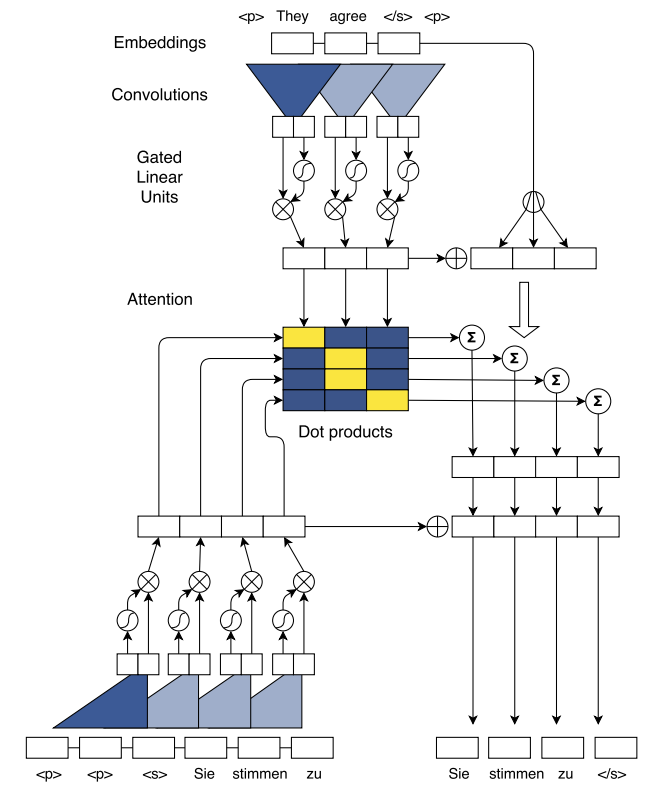 <p> They agree </s> <p>
Embeddings
Convolutions
Gated
Linear
Units
Attention
Σ
Σ
Σ
Σ
Dot products
<p> <p> <s> Sie stimmen zu
Sie stimmen zu </s>